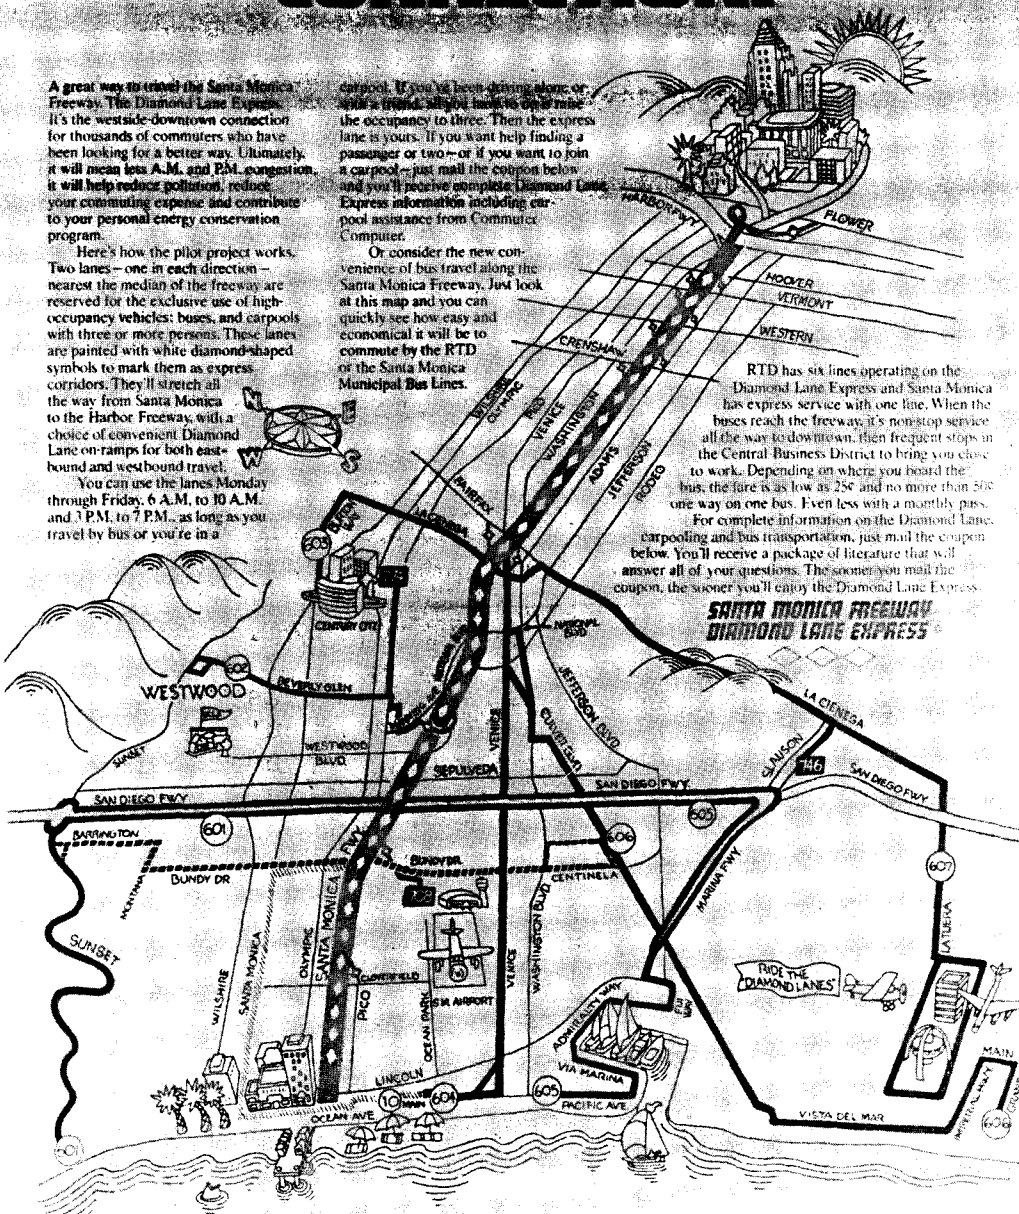 A great way to travel the Santa Monica
Freeway. The Diamond Lane Express.
It's the westside-downtown connection
for thousands of commuters who have
been looking for a better way. Ultimately,
it will mean less A.M. and P.M. congestion,
it will help reduce pollution, reduce
your commuting expense and contribute
to your personal energy conservation
program.
Here's how the pilot project works.
Two lanes—one in each direction—
nearest the median of the freeway are
reserved for the exclusive use of high-
occupancy vehicles: buses, and carpools
with three or more persons. These lanes
are painted with white diamond-shaped
symbols to mark them as express
corridors. They'll stretch all
the way from Santa Monica
to the Harbor Freeway, with a
choice of convenient Diamond
Lane on-ramps for both east-
bound and westbound travel.
You can use the lanes Monday
through Friday, 6 A.M. to 10 A.M.
and 3 P.M. to 7 P.M., as long as you
travel by bus or you're in a
carpool. If you've been driving alone or
with a friend, all you have to do is raise
the occupancy to three. Then the express
lane is yours. If you want help finding a
passenger or two—or if you want to join
a carpool—just mail the coupon below
and you'll receive complete Diamond Lane
Express information including car-
pool assistance from Commuter
Computer.
Or consider the new con-
venience of bus travel along the
Santa Monica Freeway. Just look
at this map and you can
quickly see how easy and
economical it will be to
commute by the RTD
or the Santa Monica
Municipal Bus Lines.
RTD has six lines operating on the
Diamond Lane Express and Santa Monica
has express service with one line. When the
buses reach the freeway, it's non-stop service
all the way to downtown, then frequent stops in
the Central Business District to bring you close
to work. Depending on where you board the
bus, the fare is as low as 25¢ and no more than 50¢
one way on one bus. Even less with a monthly pass.
For complete information on the Diamond Lane,
carpooling and bus transportation, just mail the coupon
below. You'll receive a package of literature that will
answer all of your questions. The sooner you mail the
coupon, the sooner you'll enjoy the Diamond Lane Express.
SANTA MONICA FREEWAY
DIAMOND LANE EXPRESS
HARBOR FWY
FLOWER
HOOVER
VERMONT
WESTERN
CRENSHAW
WILSHIRE
OLYMPIC
PICO
VENICE
WASHINGTON
ADAMS
JEFFERSON
RODEO
N
E
W
S
FAIRFAX
LA CIENEGA
603
CENTURY CITY
NATIONAL
BLVD
602
WESTWOOD
BEVERLY GLEN
SUNSET
WESTWOOD
BLVD.
VENICE
CULVER BLVD.
JEFFERSON BLVD.
LA CIENEGA
SLAUSON
746
SAN DIEGO FWY
SEPULVEDA
SAN DIEGO FWY
SAN DIEGO FWY.
601
605
606
607
BARRINGTON
MONTANA
BUNDY DR
FWY
BUNDY DR
CENTINELA
MARINA FWY
LA TIJERA
SUNSET
WILSHIRE
SANTA MONICA
OLYMPIC
SANTA MONICA
PICO
CLOVERFIELD
OCEAN PARK
S.M. AIRPORT
VENICE
WASHINGTON BLVD
RIDE THE
"DIAMOND LANES"
ADMIRALTY WAY
VIA MARINA
LINCOLN
10
MAIN
604
605
PACIFIC AVE.
OCEAN AVE.
VISTA DEL MAR
IMPERIAL HWY
MAIN
606
601